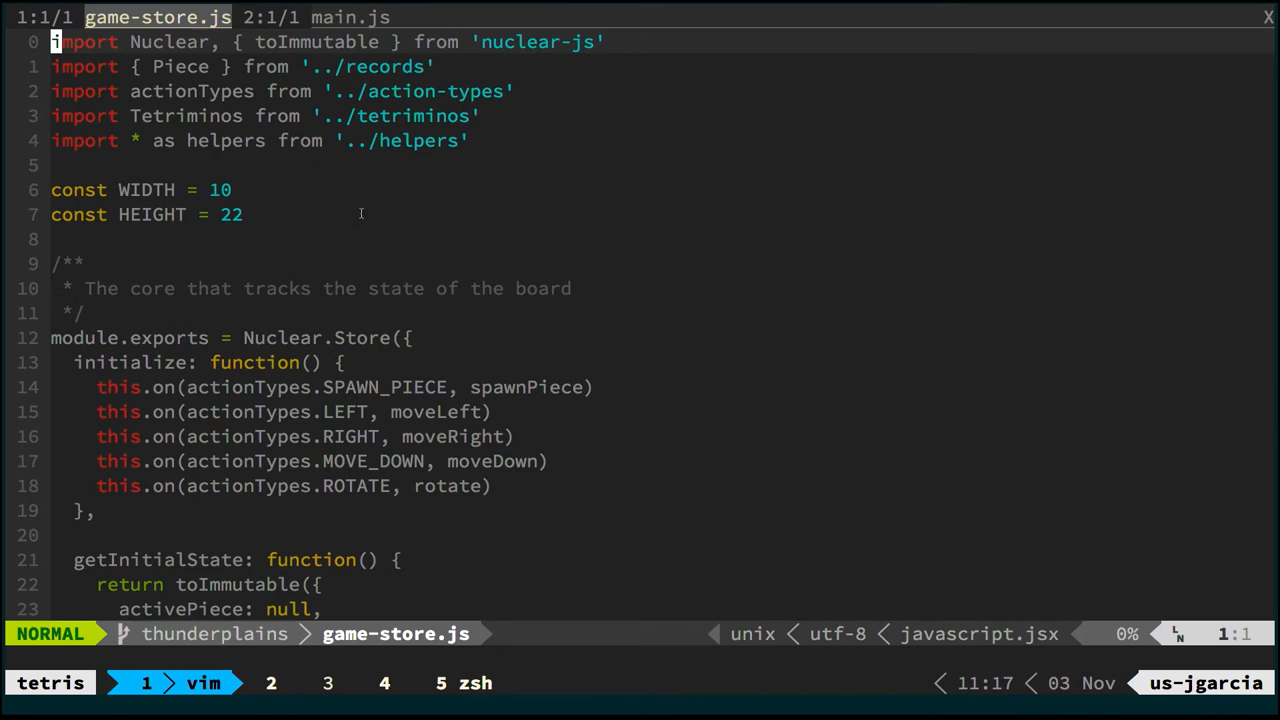 1:1/1 game-store.js 2:1/1 main.js X
0 import Nuclear, { toImmutable } from 'nuclear-js'
1 import { Piece } from '../records'
2 import actionTypes from '../action-types'
3 import Tetriminos from '../tetriminos'
4 import * as helpers from '../helpers'
5
6 const WIDTH = 10
7 const HEIGHT = 22
8
9 /**
10 * The core that tracks the state of the board
11 */
12 module.exports = Nuclear.Store({
13 initialize: function() {
14 this.on(actionTypes.SPAWN_PIECE, spawnPiece)
15 this.on(actionTypes.LEFT, moveLeft)
16 this.on(actionTypes.RIGHT, moveRight)
17 this.on(actionTypes.MOVE_DOWN, moveDown)
18 this.on(actionTypes.ROTATE, rotate)
19 },
20
21 getInitialState: function() {
22 return toImmutable({
23 activePiece: null,
NORMAL thunderplains game-store.js unix utf-8 javascript.jsx 0% LN 1:1
tetris 1 vim 2 3 4 5 zsh 11:17 03 Nov us-jgarcia